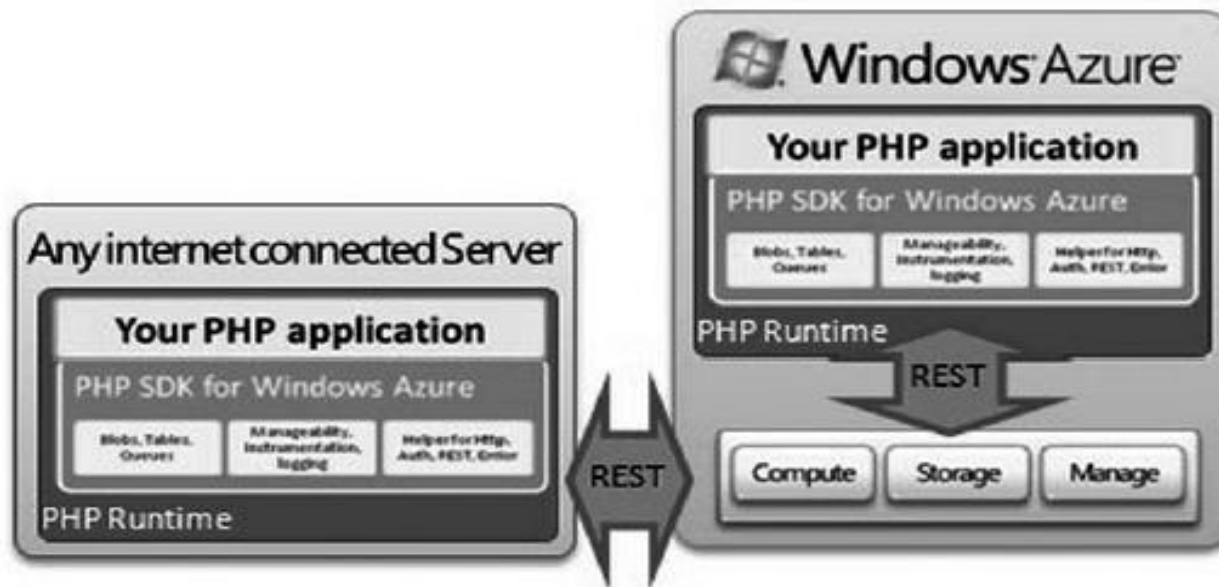 Windows Azure
Your PHP application
PHP SDK for Windows Azure
Blobs, Tables,
Queues
Manageability,
Instrumentation,
logging
Helper for Http,
Auth, REST, Error
PHP Runtime
REST
Compute
Storage
Manage
Any internet connected Server
Your PHP application
PHP SDK for Windows Azure
Blobs, Tables,
Queues
Manageability,
Instrumentation,
logging
Helper for Http,
Auth, REST, Error
PHP Runtime
REST